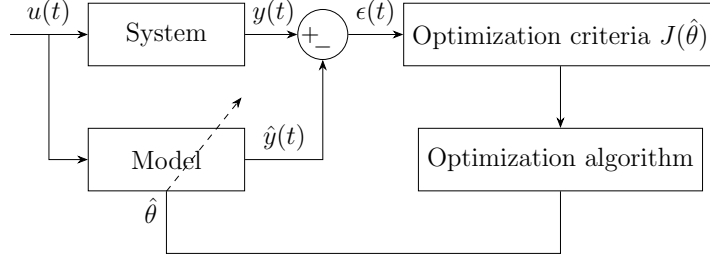 u(t)
System
y(t)
+
−
ϵ(t)
Optimization criteria J(θ̂)
Model
ŷ(t)
Optimization algorithm
θ̂